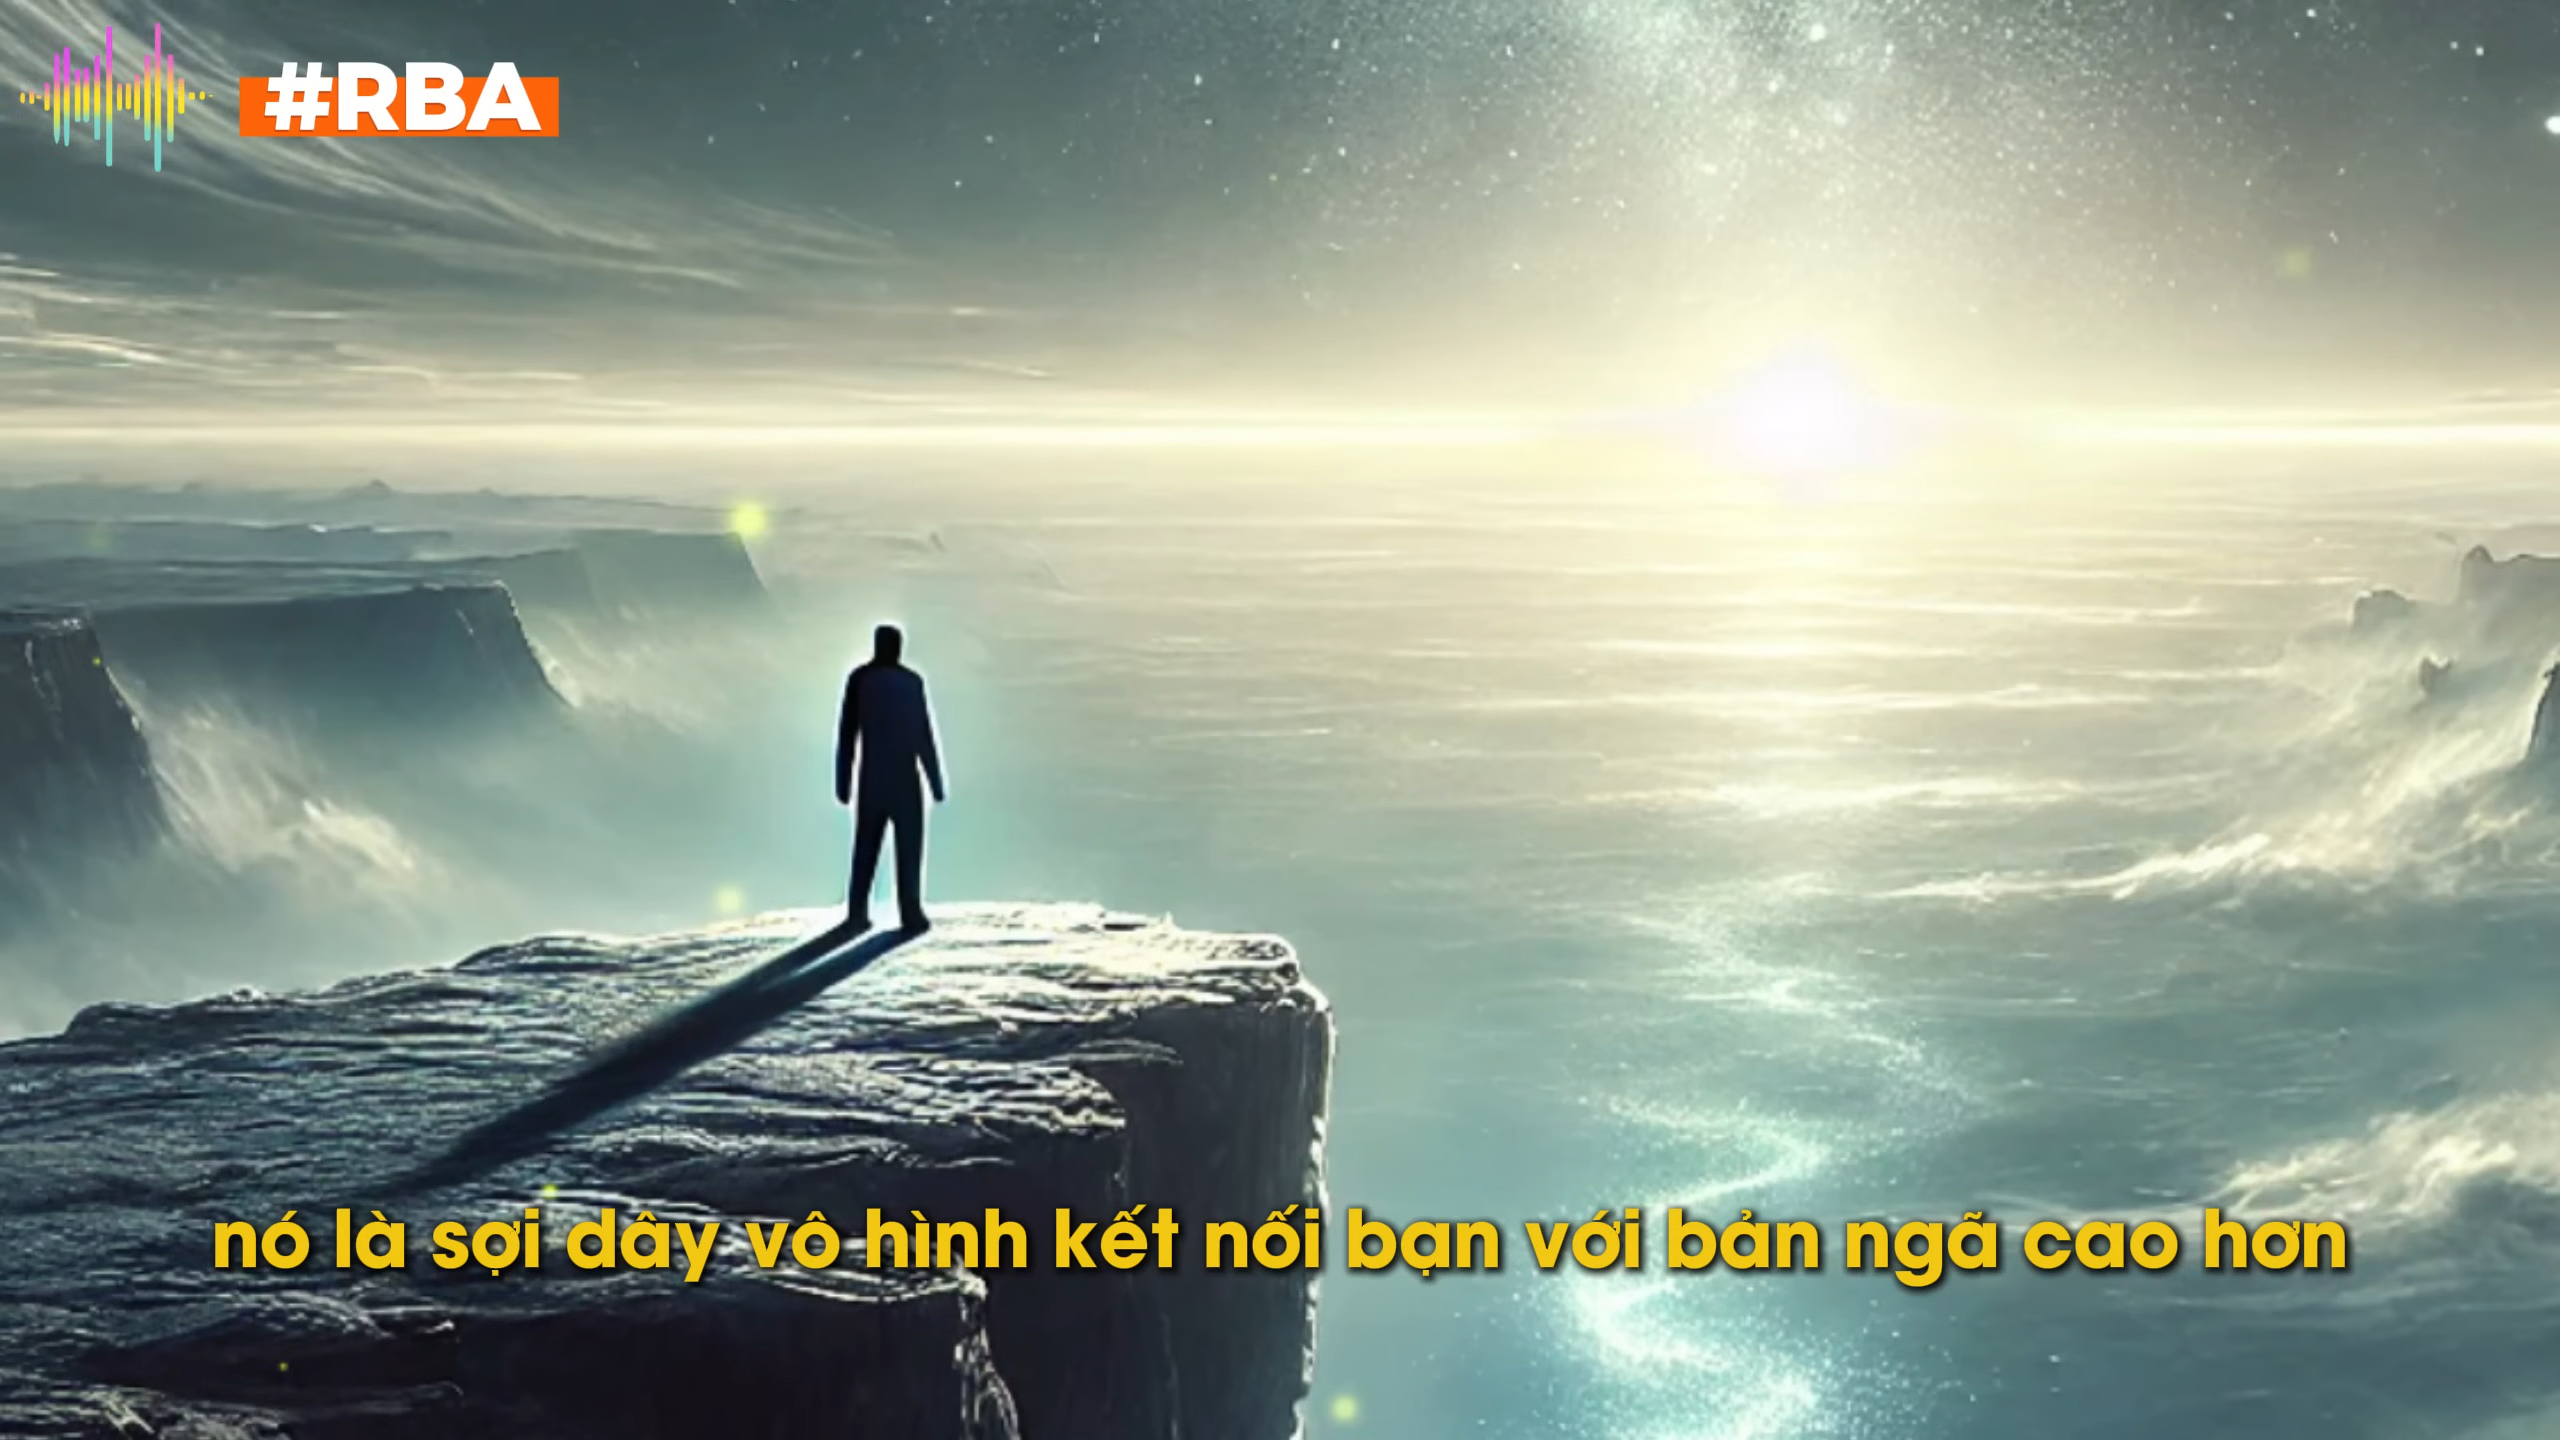 #RBA
nó là sợi dây vô hình kết nối bạn với bản ngã cao hơn